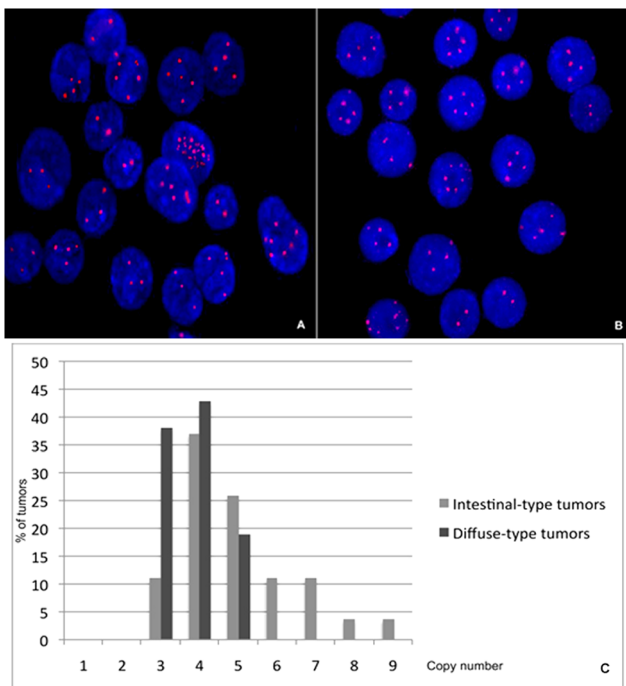 A
B
50
45
40
35
30
25
20
15
10
5
0
% of tumors
1 2 3 4 5 6 7 8 9 Copy number
Intestinal-type tumors
Diffuse-type tumors
C